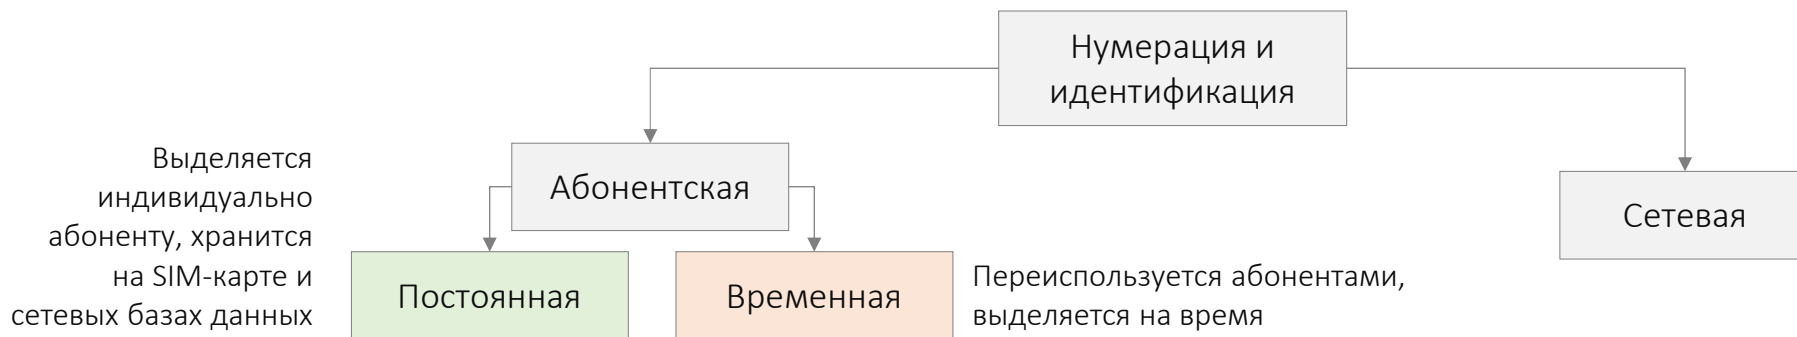 Нумерация и
идентификация
Абонентская
Сетевая
Выделяется
индивидуально
абоненту, хранится
на SIM-карте и
сетевых базах данных
Постоянная
Временная
Переиспользуется абонентами,
выделяется на время